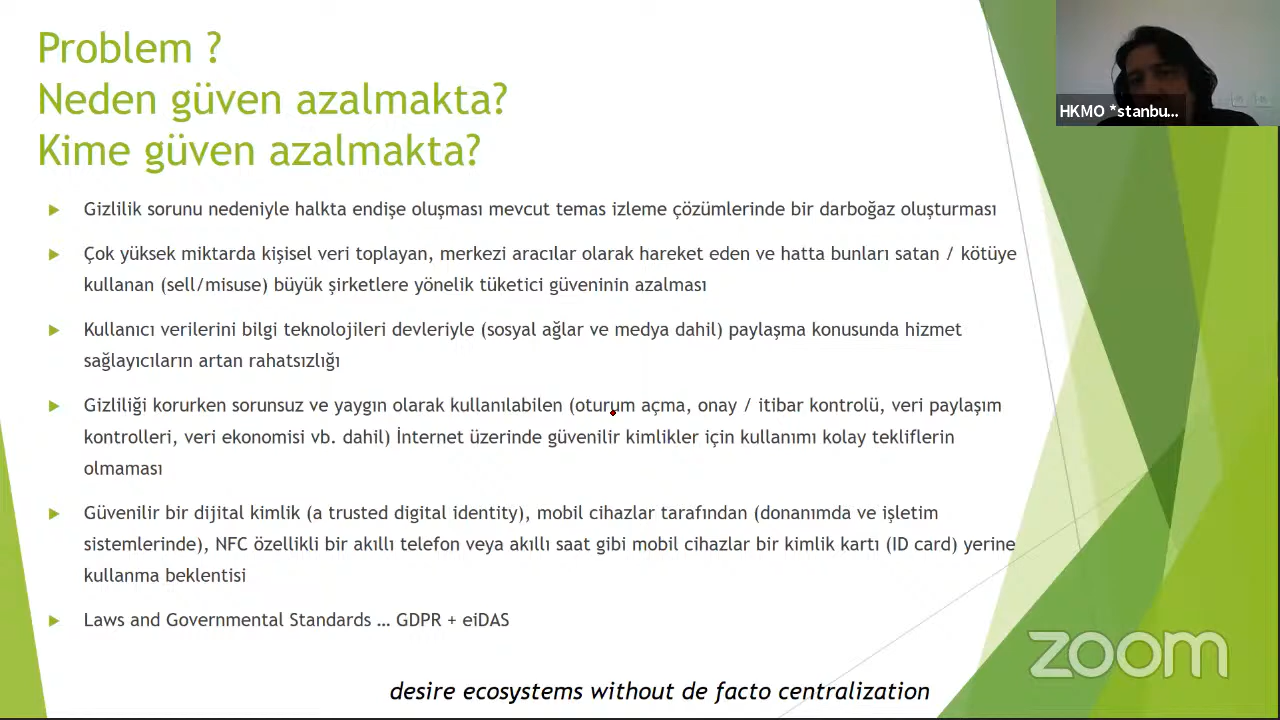 Problem ?
Neden güven azalmakta?
Kime güven azalmakta?
HKMO *stanbu...
Gizlilik sorunu nedeniyle halkta endişe oluşması mevcut temas izleme çözümlerinde bir darboğaz oluşturması
Çok yüksek miktarda kişisel veri toplayan, merkezi aracılar olarak hareket eden ve hatta bunları satan / kötüye
kullanan (sell/misuse) büyük şirketlere yönelik tüketici güveninin azalması
Kullanıcı verilerini bilgi teknolojileri devleriyle (sosyal ağlar ve medya dahil) paylaşma konusunda hizmet
sağlayıcıların artan rahatsızlığı
Gizliliği korurken sorunsuz ve yaygın olarak kullanılabilen (oturum açma, onay / itibar kontrolü, veri paylaşım
kontrolleri, veri ekonomisi vb. dahil) İnternet üzerinde güvenilir kimlikler için kullanımı kolay tekliflerin
olmaması
Güvenilir bir dijital kimlik (a trusted digital identity), mobil cihazlar tarafından (donanımda ve işletim
sistemlerinde), NFC özellikli bir akıllı telefon veya akıllı saat gibi mobil cihazlar bir kimlik kartı (ID card) yerine
kullanma beklentisi
Laws and Governmental Standards … GDPR + eiDAS
desire ecosystems without de facto centralization
zoom